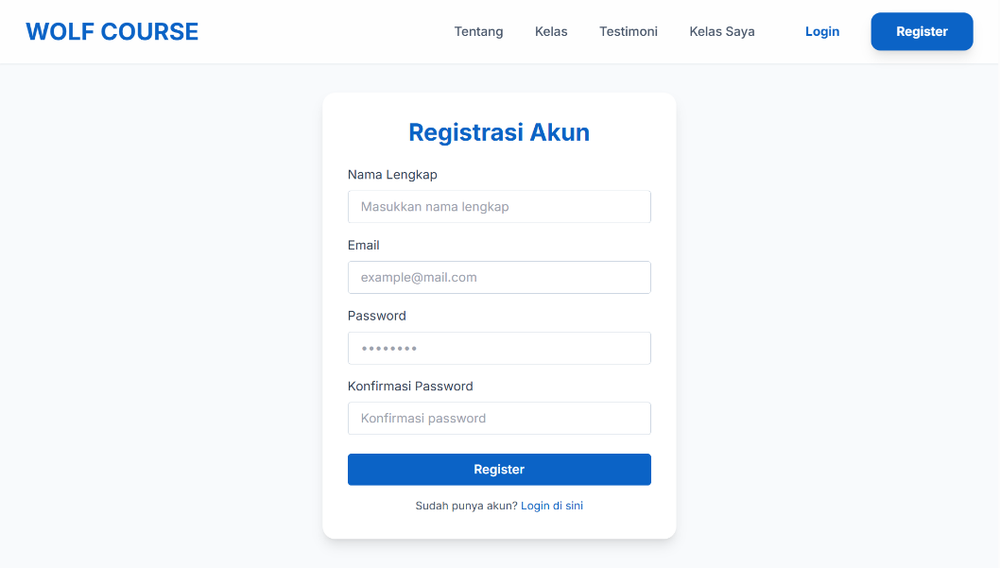 WOLF COURSE
Tentang Kelas Testimoni Kelas Saya Login Register
Registrasi Akun
Nama Lengkap
Masukkan nama lengkap
Email
example@mail.com
Password
••••••••
Konfirmasi Password
Konfirmasi password
Register
Sudah punya akun? Login di sini